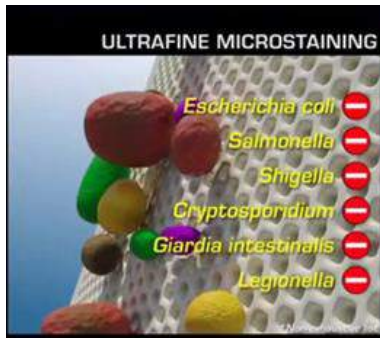 ULTRAFINE MICROSTAINING
Escherichia coli
Salmonella
Shigella
Cryptosporidium
Giardia intestinalis
Legionella